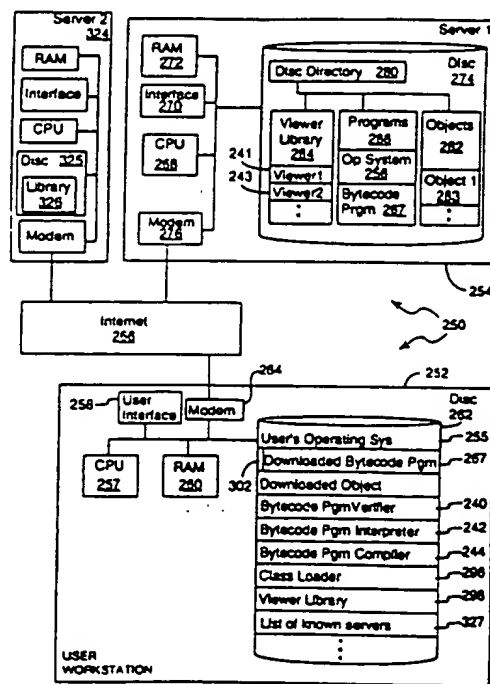 Server 2
324
RAM
Interface
CPU
Disc 325
Library
326
Modem
Server 1
RAM
272
Interface
270
CPU
268
Modem
276
Disc
274
Disc Directory 280
Viewer
Library
284
241
Viewer1
243
Viewer2
Programs
286
Op System
256
Bytecode
Prgm 267
Objects
282
Object 1
283
254
Internet
256
250
252
264
258
User
Interface
Modem
CPU
257
RAM
260
Disc
262
User's Operating Sys
255
302
Downloaded Bytecode Pgm
267
Downloaded Object
Bytecode PgmVerifier
240
Bytecode Pgm Interpreter
242
Bytecode Pgm Compiler
244
Class Loader
296
Viewer Library
298
List of known servers
327
USER
WORKSTATION